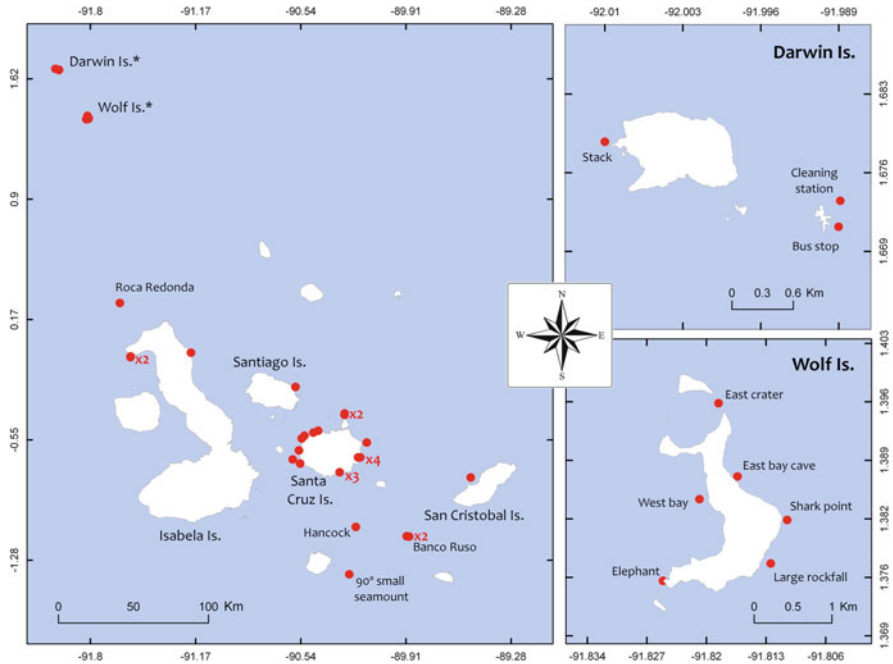 -91.8 -91.17 -90.54 -89.91 -89.28
1.62
0.9
0.17
-0.55
-1.28
Darwin Is.*
Wolf Is.*
Roca Redonda
x2
Santiago Is.
x2
x4
x3
Santa
Cruz Is.
San Cristobal Is.
Isabela Is.
Hancock
x2
Banco Ruso
90° small
seamount
0 50 100 Km
-91.8 -91.17 -90.54 -89.91 -89.28
N
W E
S
-92.01 -92.003 -91.996 -91.989
Darwin Is.
1.683
1.676
1.669
Stack
Cleaning
station
Bus stop
0 0.3 0.6 Km
Wolf Is.
1.403
1.396
1.389
1.382
1.376
1.369
East crater
East bay cave
West bay
Shark point
Elephant
Large rockfall
0 0.5 1 Km
-91.834 -91.827 -91.82 -91.813 -91.806